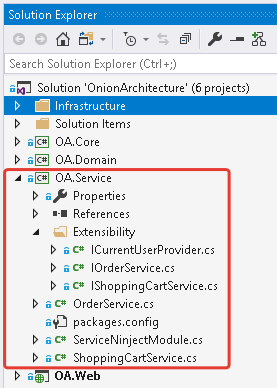 Solution Explorer
Search Solution Explorer (Ctrl+;)
Solution 'OnionArchitecture' (6 projects)
Infrastructure
Solution Items
C# OA.Core
C# OA.Domain
C# OA.Service
Properties
References
Extensibility
C# ICurrentUserProvider.cs
C# IOrderService.cs
C# IShoppingCartService.cs
C# OrderService.cs
packages.config
C# ServiceNinjectModule.cs
C# ShoppingCartService.cs
OA.Web